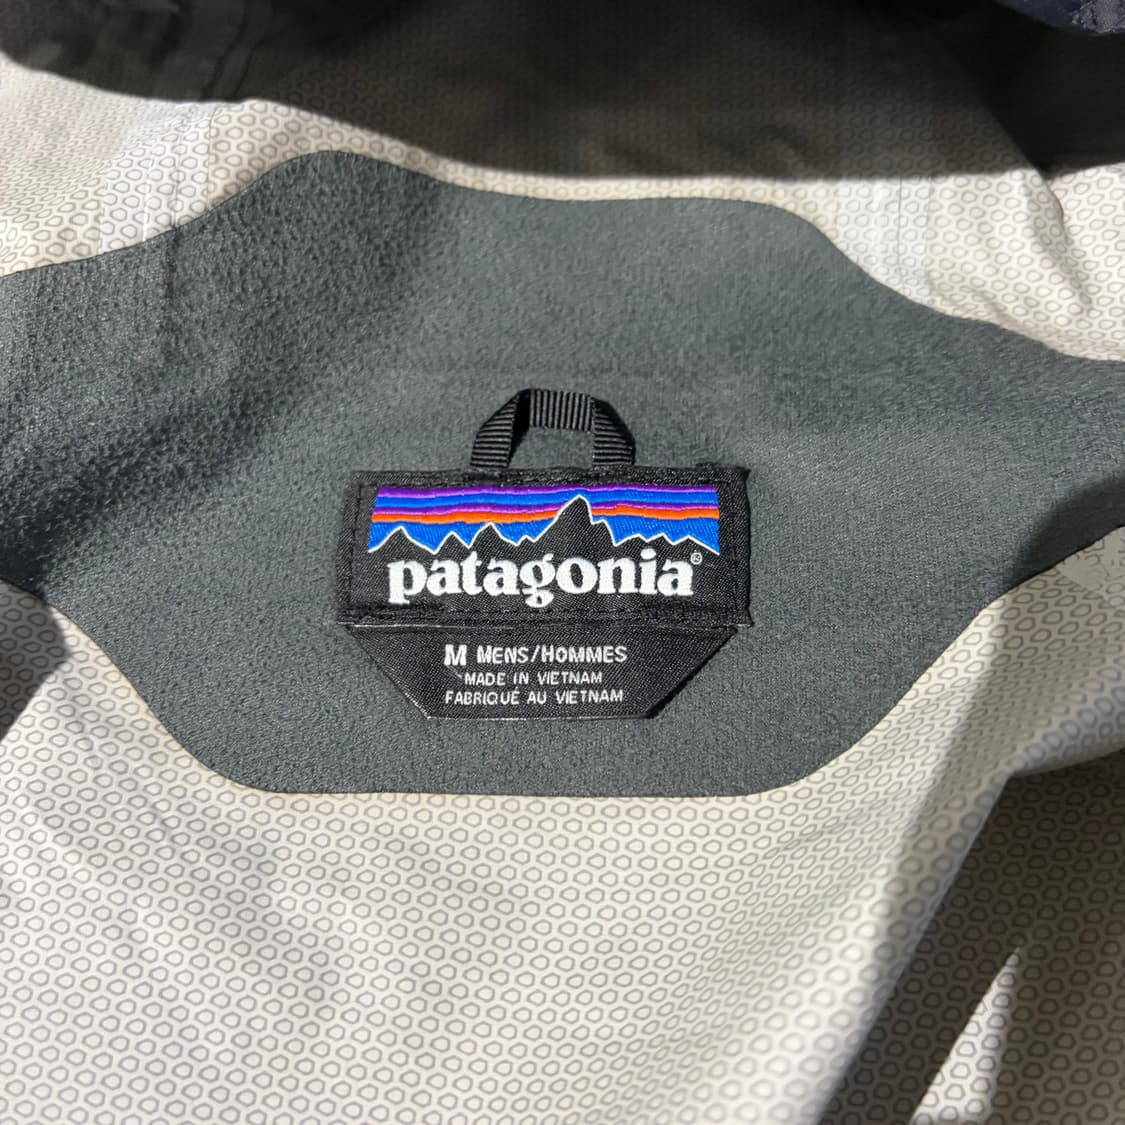 patagonia®
M MENS/HOMMES
MADE IN VIETNAM
FABRIQUÉ AU VIETNAM